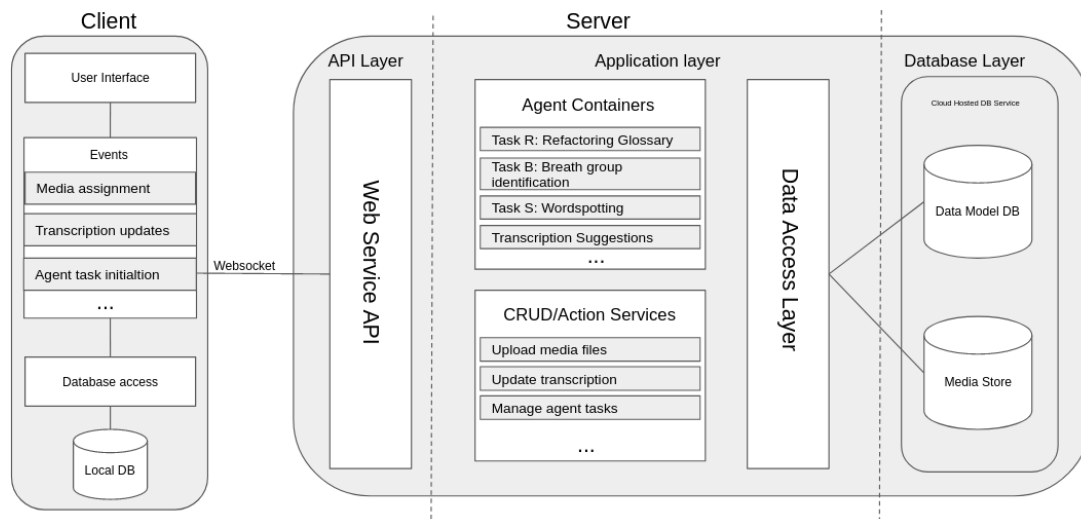 Client
User Interface
Events
Media assignment
Transcription updates
Agent task initialtion
...
Database access
Local DB
Websocket
Server
API Layer
Web Service API
Application layer
Agent Containers
Task R: Refactoring Glossary
Task B: Breath group
identification
Task S: Wordspotting
Transcription Suggestions
...
CRUD/Action Services
Upload media files
Update transcription
Manage agent tasks
...
Data Access Layer
Database Layer
Cloud Hosted DB Service
Data Model DB
Media Store